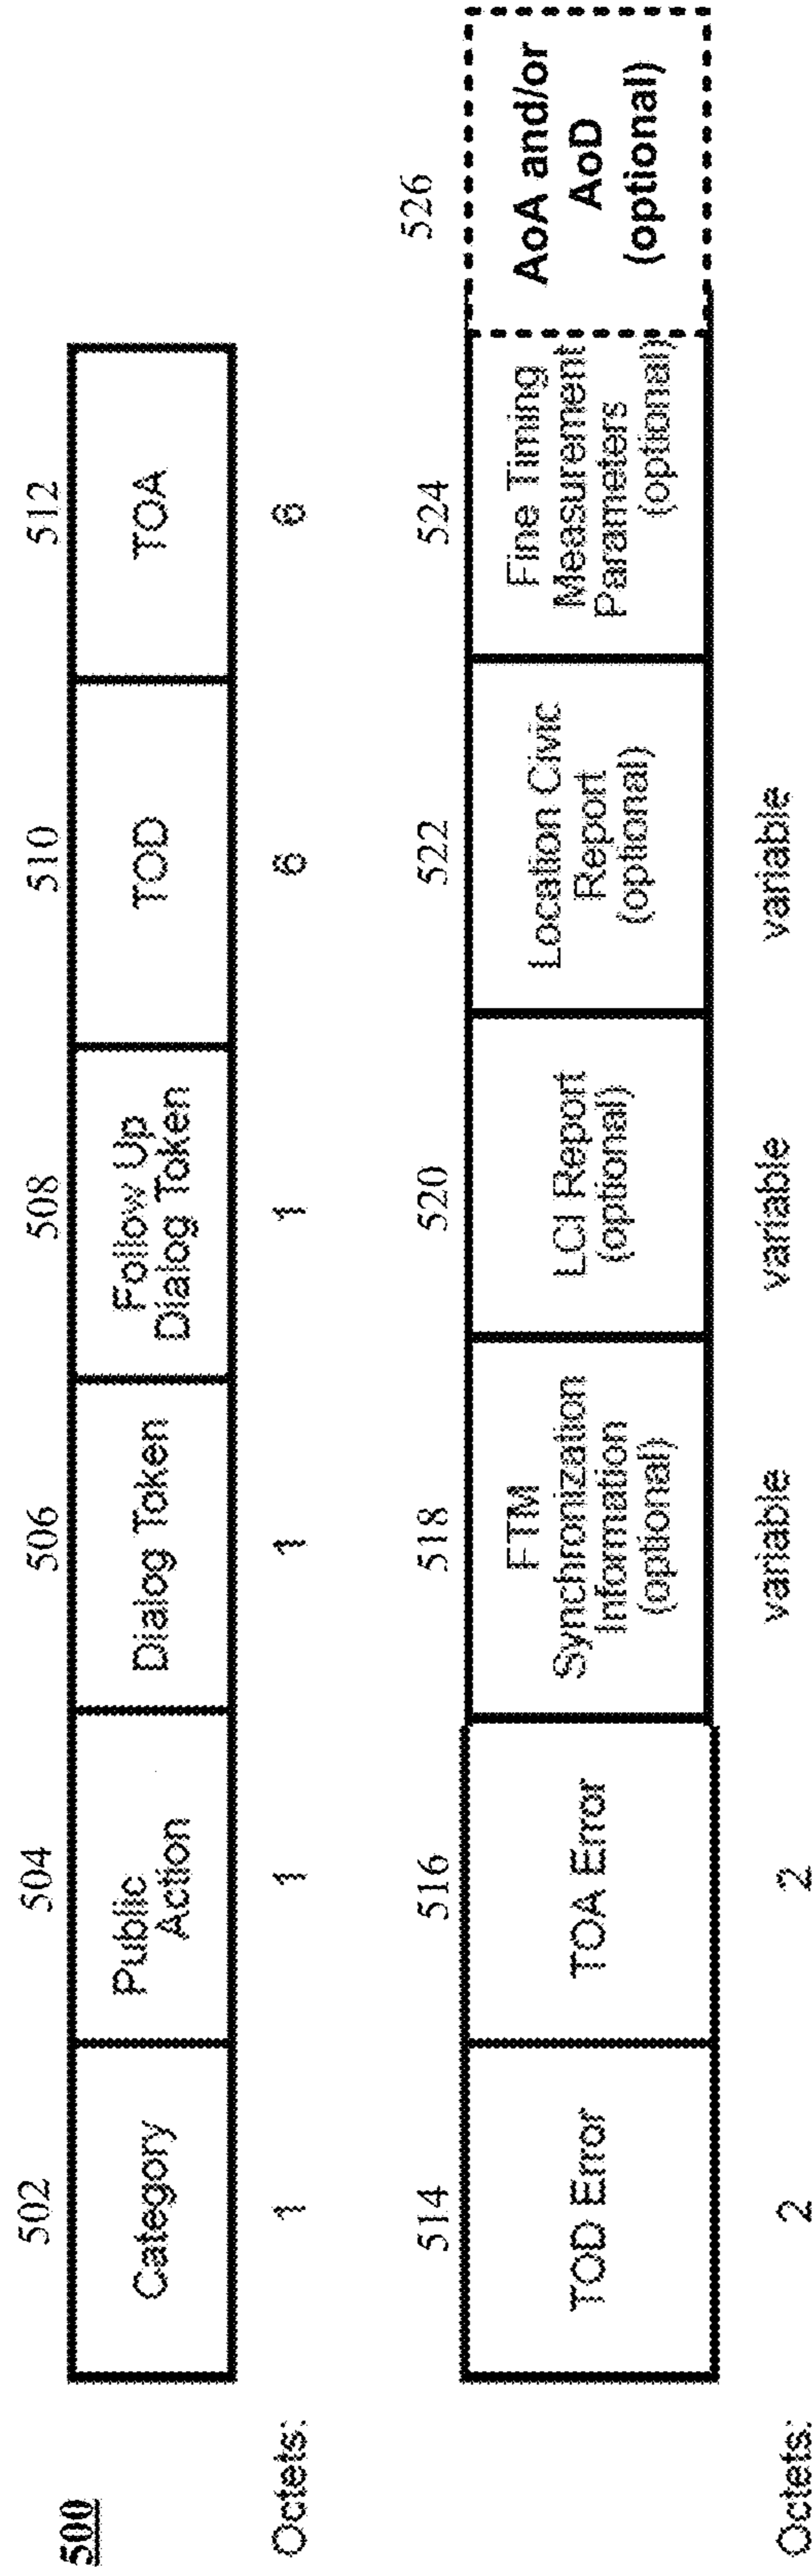 500
502 504 506 508 510 512
Category
Public
Action
Dialog Token
Follow Up
Dialog Token
TOD
TOA
Octets: 1 1 1 1 6 6
514 516 518 520 522 524 526
TOD Error
TOA Error
FTM
Synchronization
Information
(optional)
LCI Report
(optional)
Location Civic
Report
(optional)
Fine Timing
Measurement
Parameters
(optional)
AoA and/or
AoD
(optional)
Octets: 2 2 variable variable variable